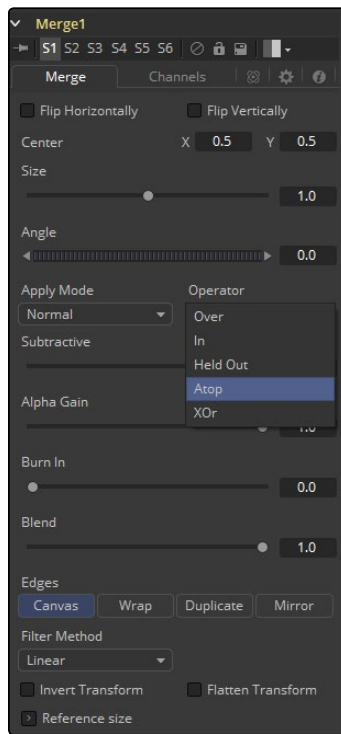 Merge1
S1 S2 S3 S4 S5 S6
Merge Channels
Flip Horizontally Flip Vertically
Center X 0.5 Y 0.5
Size
1.0
Angle
0.0
Apply Mode Operator
Normal Over
Subtractive In
Held Out
Alpha Gain Atop
XOr
1.0
Burn In
0.0
Blend
1.0
Edges
Canvas Wrap Duplicate Mirror
Filter Method
Linear
Invert Transform Flatten Transform
Reference size